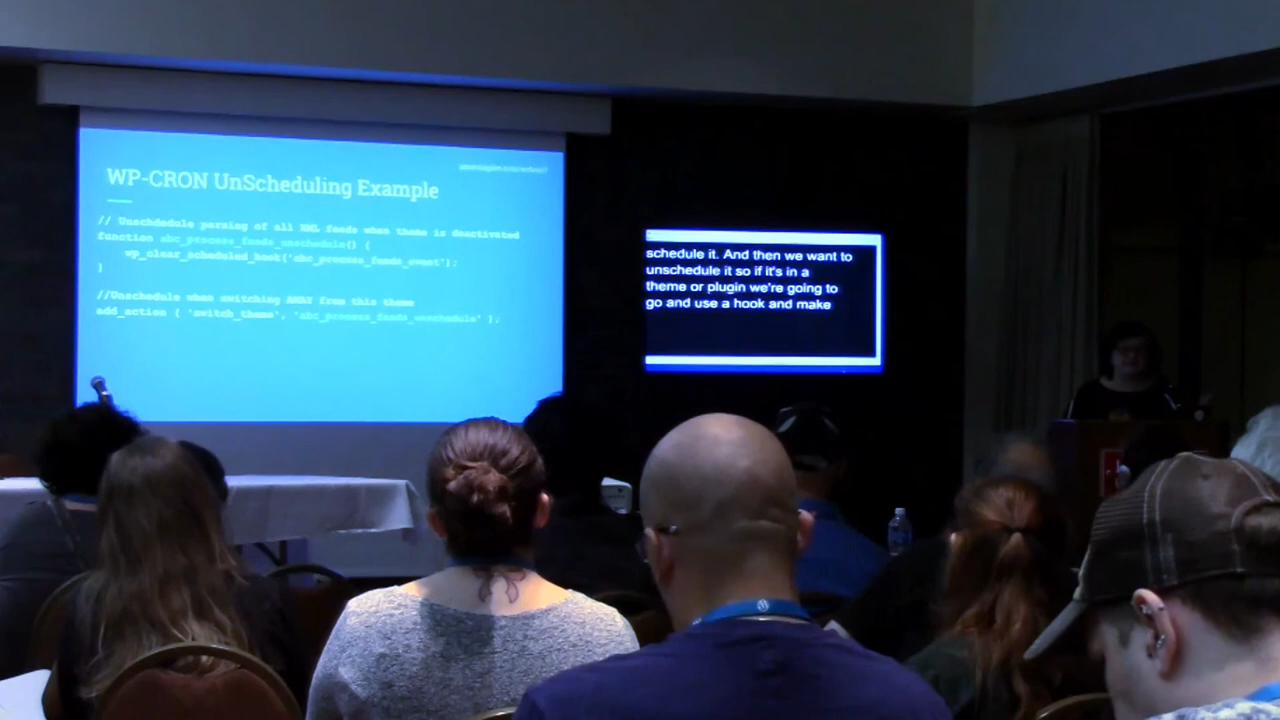 WP-CRON UnScheduling Example
// Unschdedule parsing of all XML feeds when theme is deactivated
function abc_process_feeds_unschedule() {
wp_clear_scheduled_hook('abc_process_feeds_event');
}
//Unschedule when switching AWAY from this theme
add_action ( 'switch_theme', 'abc_process_feeds_unschedule' );
schedule it. And then we want to
unschedule it so if it's in a
theme or plugin we're going to
go and use a hook and make